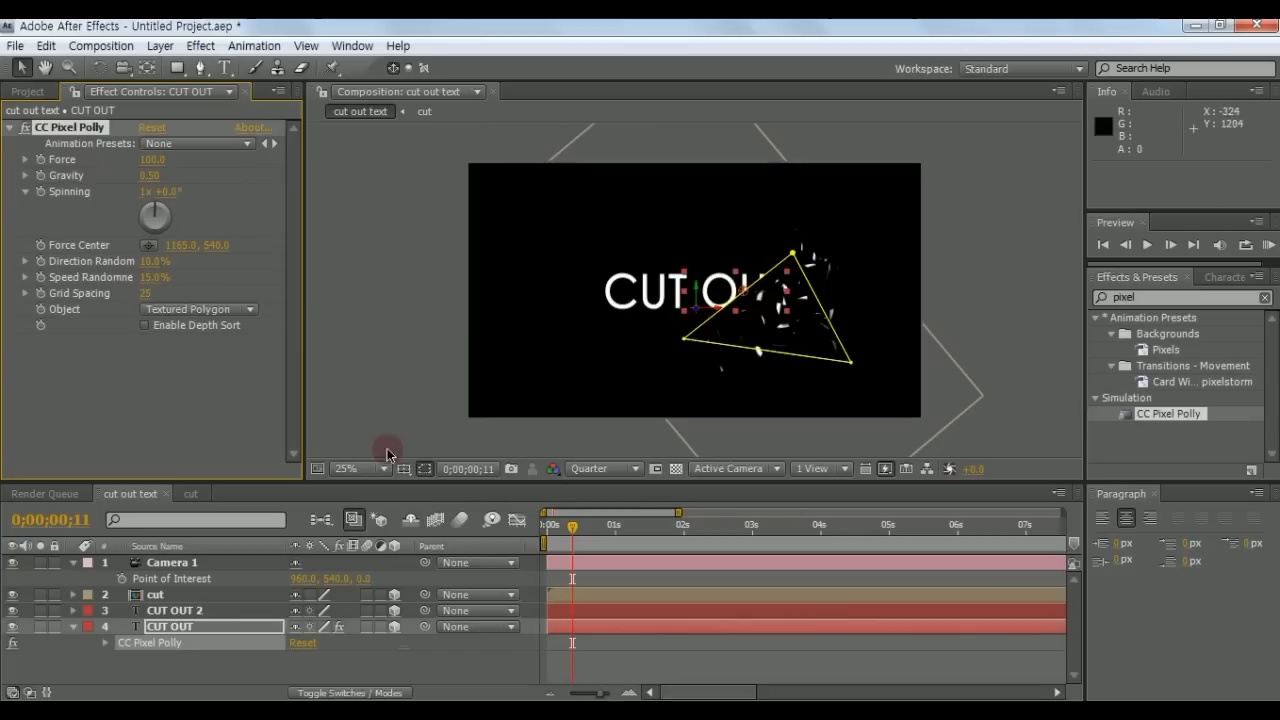 Adobe After Effects - Untitled Project.aep *
File Edit Composition Layer Effect Animation View Window Help
Workspace: Standard Search Help
Project Effect Controls: CUT OUT Composition: cut out text Info Audio
cut out text • CUT OUT
cut out text cut
R: X: -324
G: Y: 1204
B:
A: 0
fx CC Pixel Polly Reset About...
Animation Presets: None
Force 100.0
Gravity 0.50
Spinning 1x +0.0°
Force Center 1165.0, 540.0
Direction Random 10.0%
Speed Randomne 15.0%
Grid Spacing 25
Object Textured Polygon
Enable Depth Sort
CUT OU
Preview
Effects & Presets Characte
pixel
* Animation Presets
Backgrounds
Pixels
Transitions - Movement
Card Wi... pixelstorm
Simulation
CC Pixel Polly
25% 0;00;00;11 Quarter Active Camera 1 View +0.0
Render Queue cut out text cut
Paragraph
0;00;00;11
0:00s 01s 02s 03s 04s 05s 06s 07s
# Source Name Parent
1 Camera 1 None
Point of Interest 960.0, 540.0, 0.0
2 cut None
3 T CUT OUT 2 None
4 T CUT OUT fx None
fx CC Pixel Polly Reset
0 px 0 px 0 px
0 px 0 px
Toggle Switches / Modes